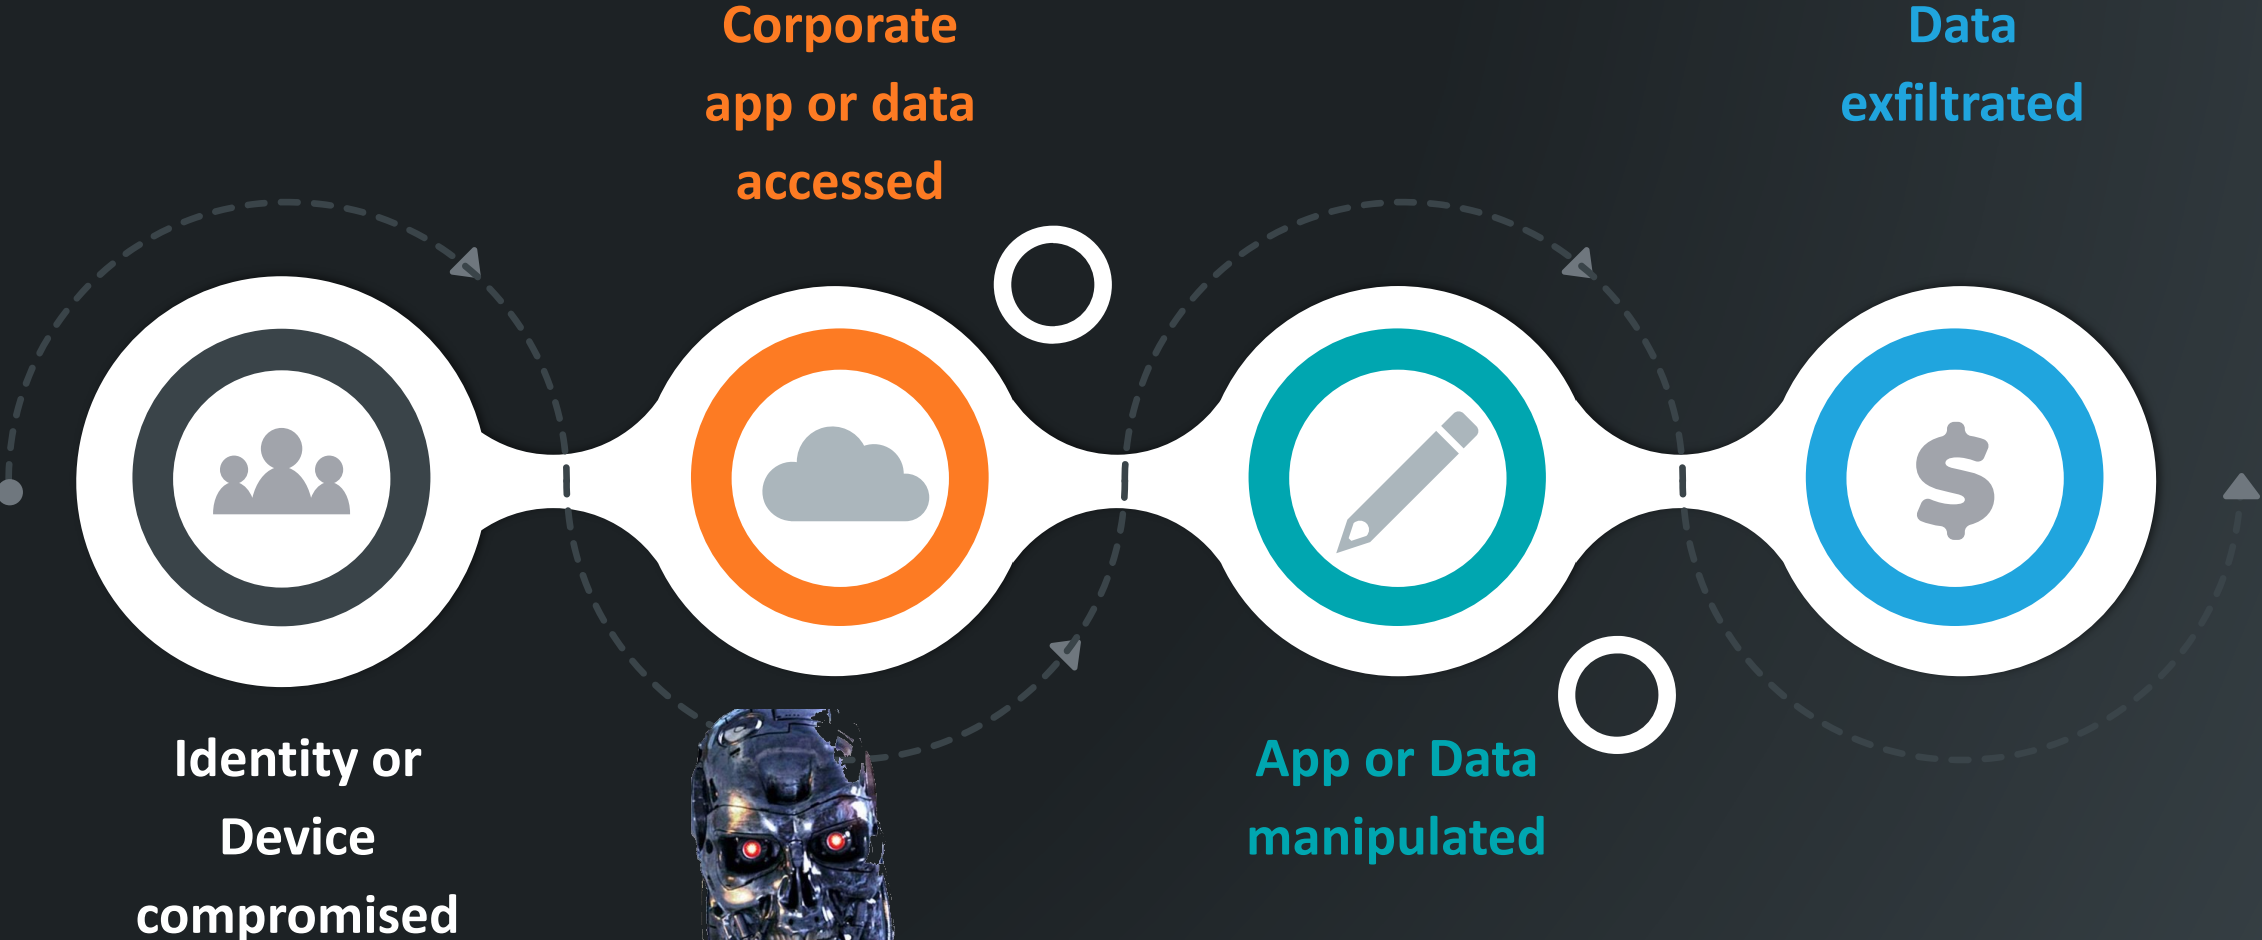 Corporate
app or data
accessed
Data
exfiltrated
Identity or
Device
compromised
App or Data
manipulated